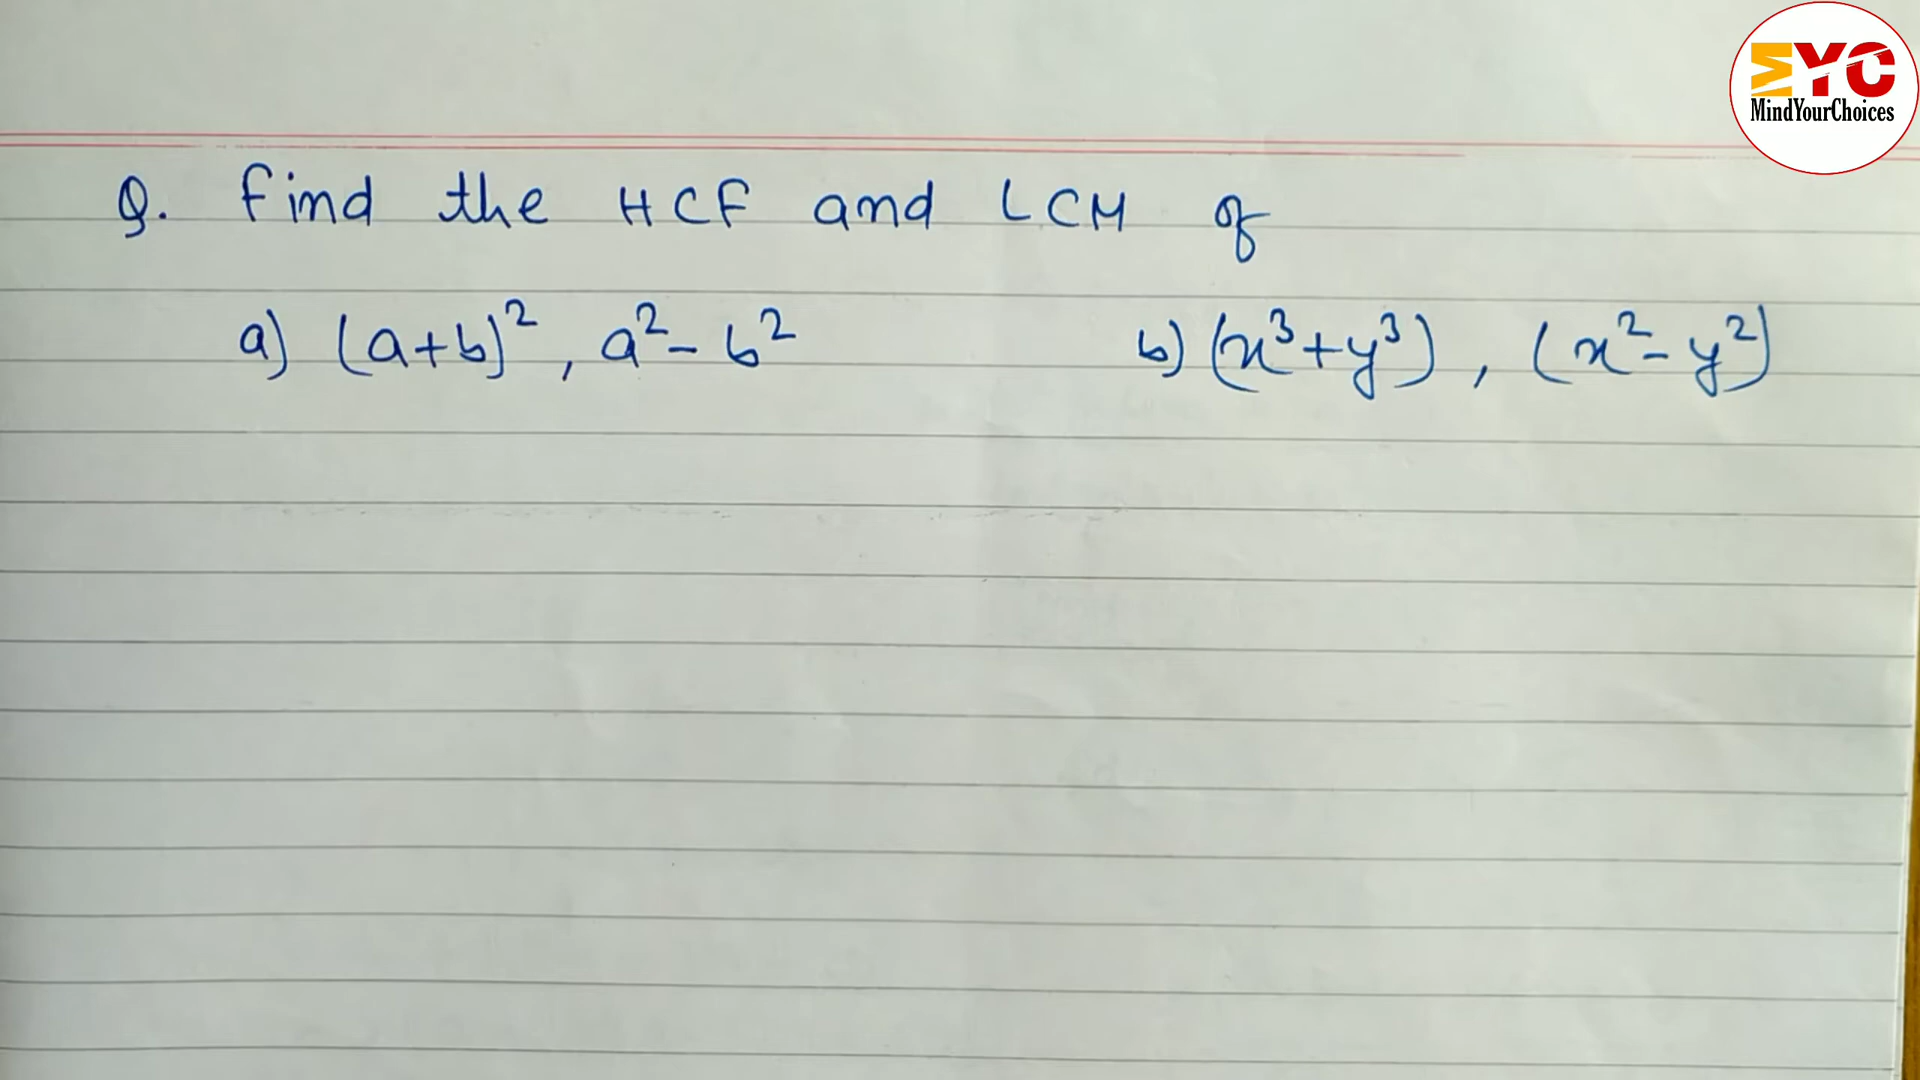 MYC
MindYourChoices
Q. Find the HCF and LCM of
a) (a+b)², a²-b² b) (x³+y³), (x²-y²)